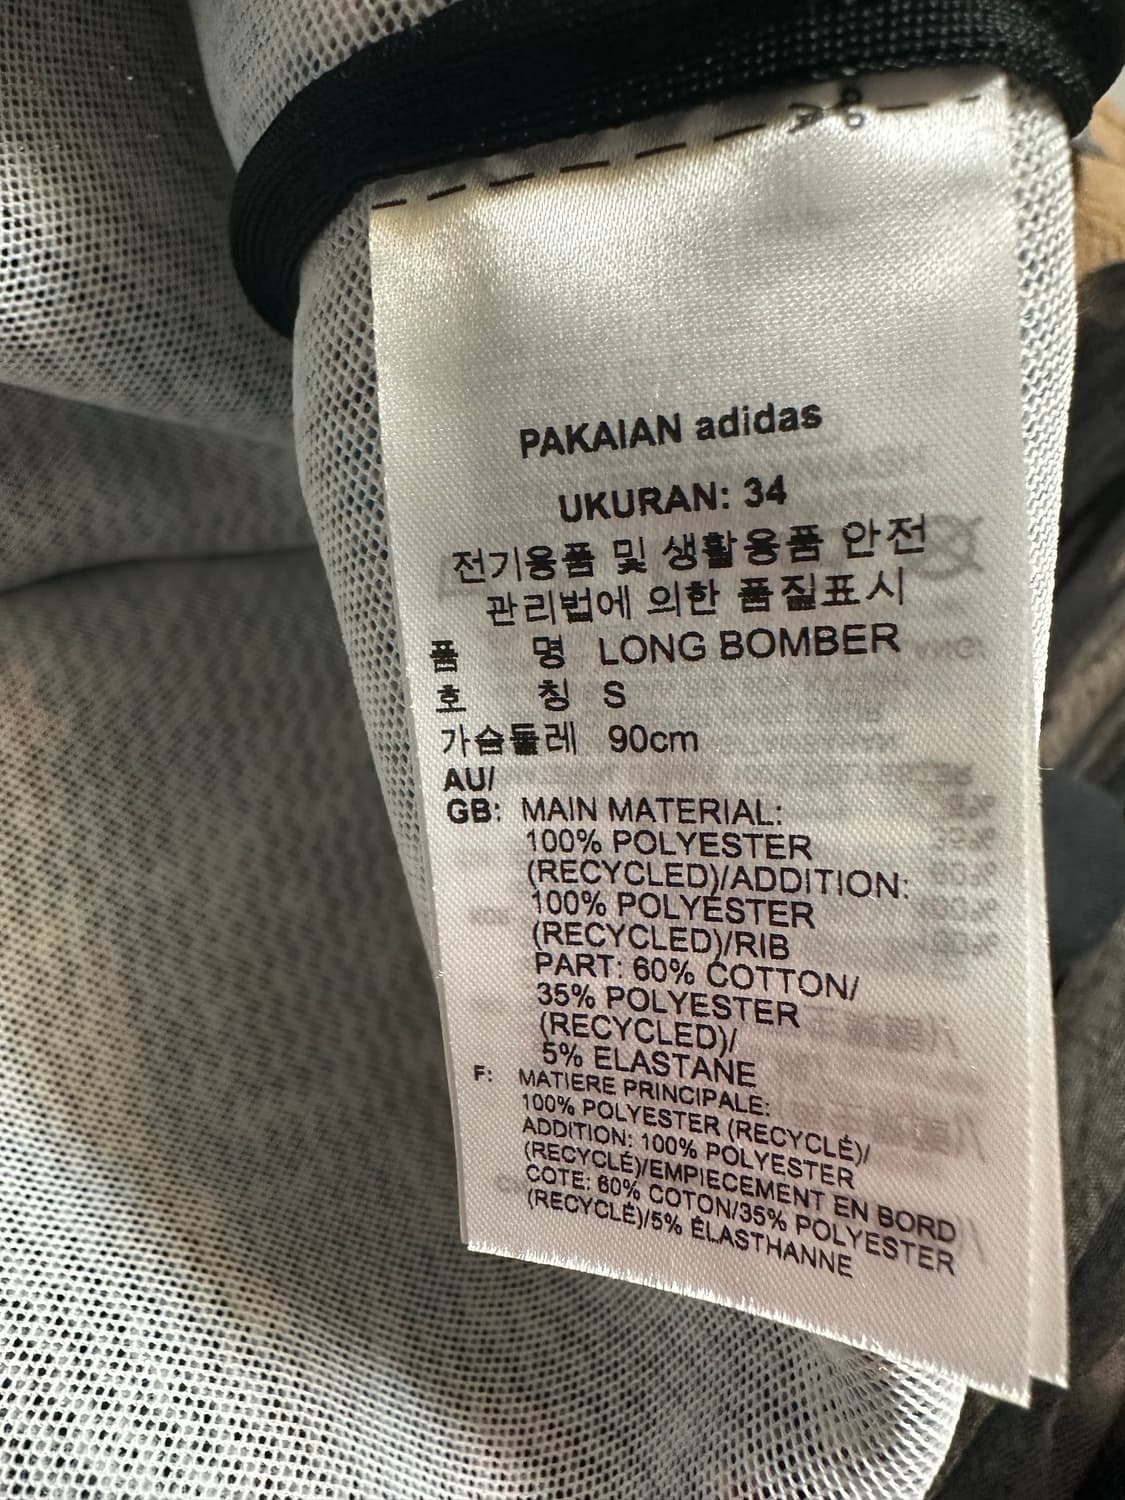 PAKAIAN adidas
UKURAN: 34
전기용품 및 생활용품 안전
관리법에 의한 품질표시
품 명 LONG BOMBER
호 칭 S
가슴둘레 90cm
AU/
GB: MAIN MATERIAL:
100% POLYESTER
(RECYCLED)/ADDITION:
100% POLYESTER
(RECYCLED)/RIB
PART: 60% COTTON/
35% POLYESTER
(RECYCLED)/
5% ELASTANE
F: MATIERE PRINCIPALE:
100% POLYESTER (RECYCLÉ)/
ADDITION: 100% POLYESTER
(RECYCLÉ)/EMPIECEMENT EN BORD
COTE: 60% COTON/35% POLYESTER
(RECYCLÉ)/5% ÉLASTHANNE